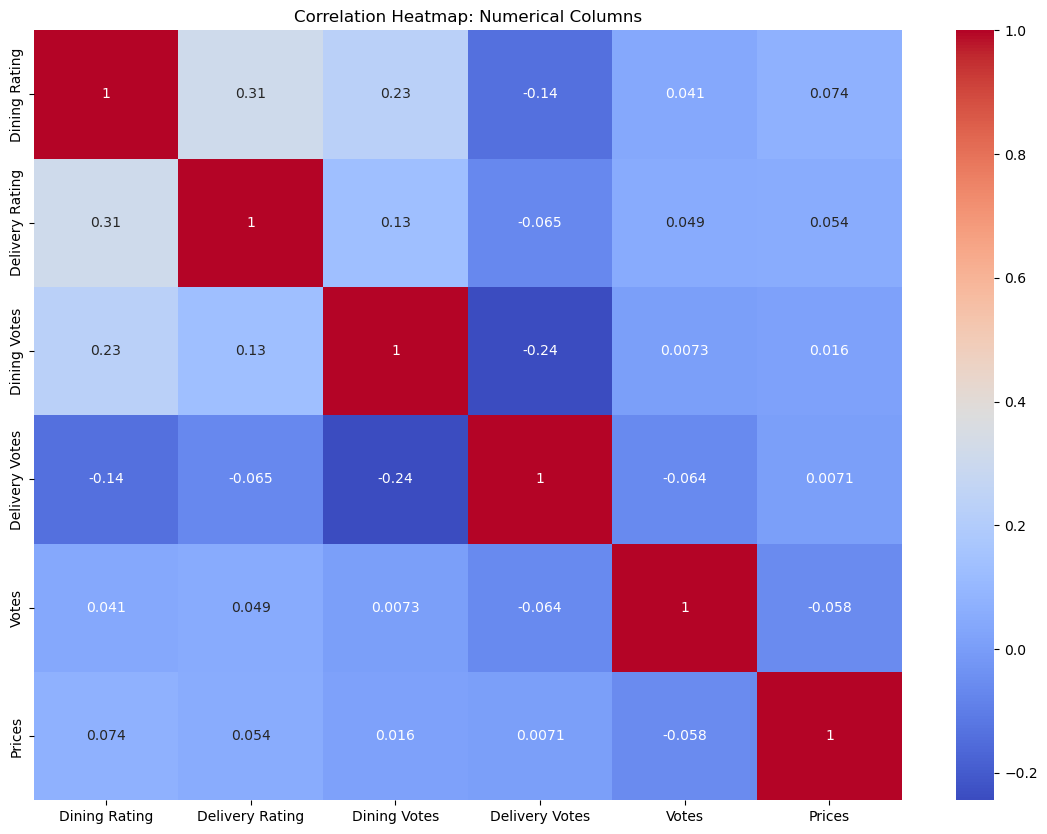 Correlation Heatmap: Numerical Columns
Dining Rating 1 0.31 0.23 -0.14 0.041 0.074
Delivery Rating 0.31 1 0.13 -0.065 0.049 0.054
Dining Votes 0.23 0.13 1 -0.24 0.0073 0.016
Delivery Votes -0.14 -0.065 -0.24 1 -0.064 0.0071
Votes 0.041 0.049 0.0073 -0.064 1 -0.058
Prices 0.074 0.054 0.016 0.0071 -0.058 1
Dining Rating Delivery Rating Dining Votes Delivery Votes Votes Prices
1.0
0.8
0.6
0.4
0.2
0.0
−0.2